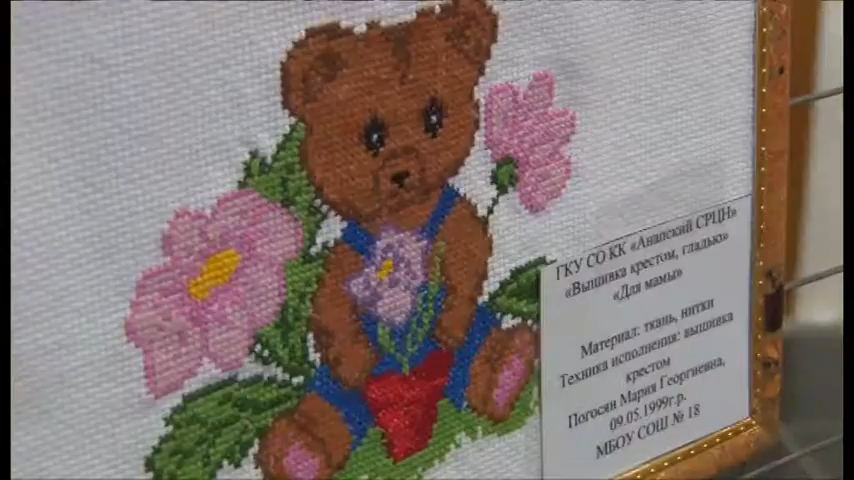 ГКУ СО КК «Анапский СРЦН»
«Вышивка крестом, гладью»
«Для мамы»
Материал: ткань, нитки
Техника исполнения: вышивка
крестом
Погосян Мария Георгиевна,
09.05.1999г.р.
МБОУ СОШ № 18